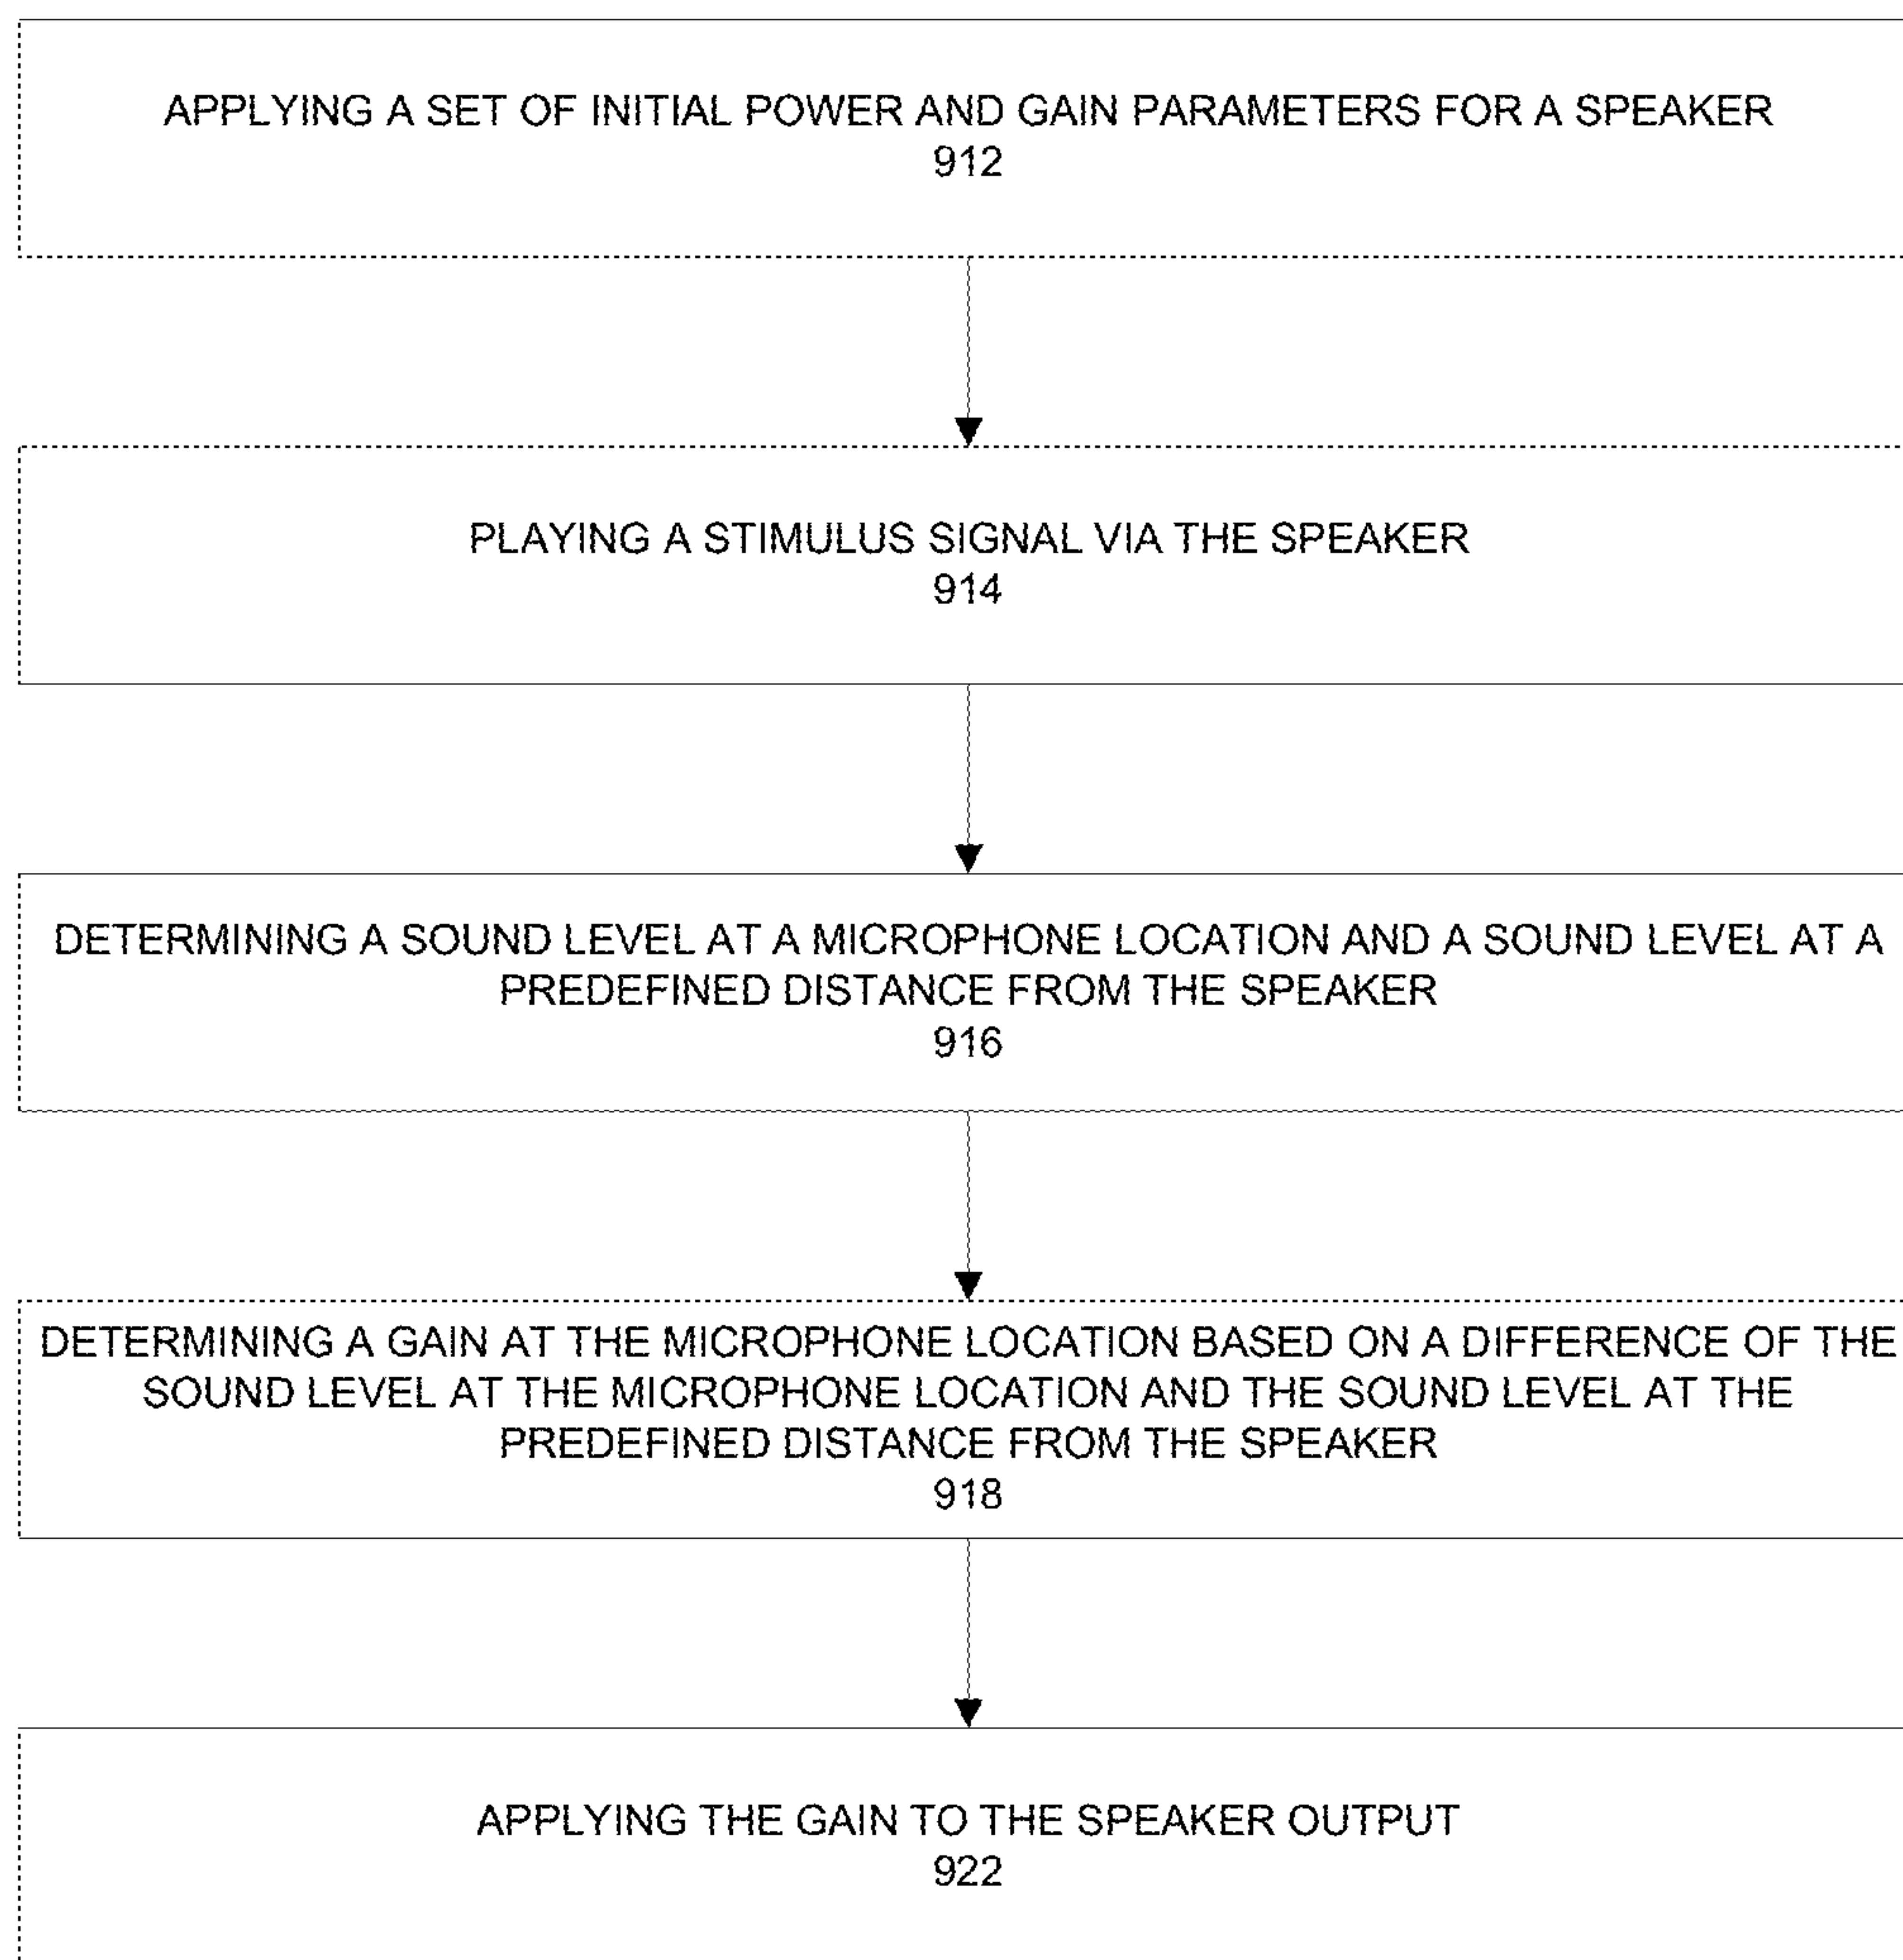 APPLYING A SET OF INITIAL POWER AND GAIN PARAMETERS FOR A SPEAKER
912
PLAYING A STIMULUS SIGNAL VIA THE SPEAKER
914
DETERMINING A SOUND LEVEL AT A MICROPHONE LOCATION AND A SOUND LEVEL AT A
PREDEFINED DISTANCE FROM THE SPEAKER
916
DETERMINING A GAIN AT THE MICROPHONE LOCATION BASED ON A DIFFERENCE OF THE
SOUND LEVEL AT THE MICROPHONE LOCATION AND THE SOUND LEVEL AT THE
PREDEFINED DISTANCE FROM THE SPEAKER
918
APPLYING THE GAIN TO THE SPEAKER OUTPUT
922